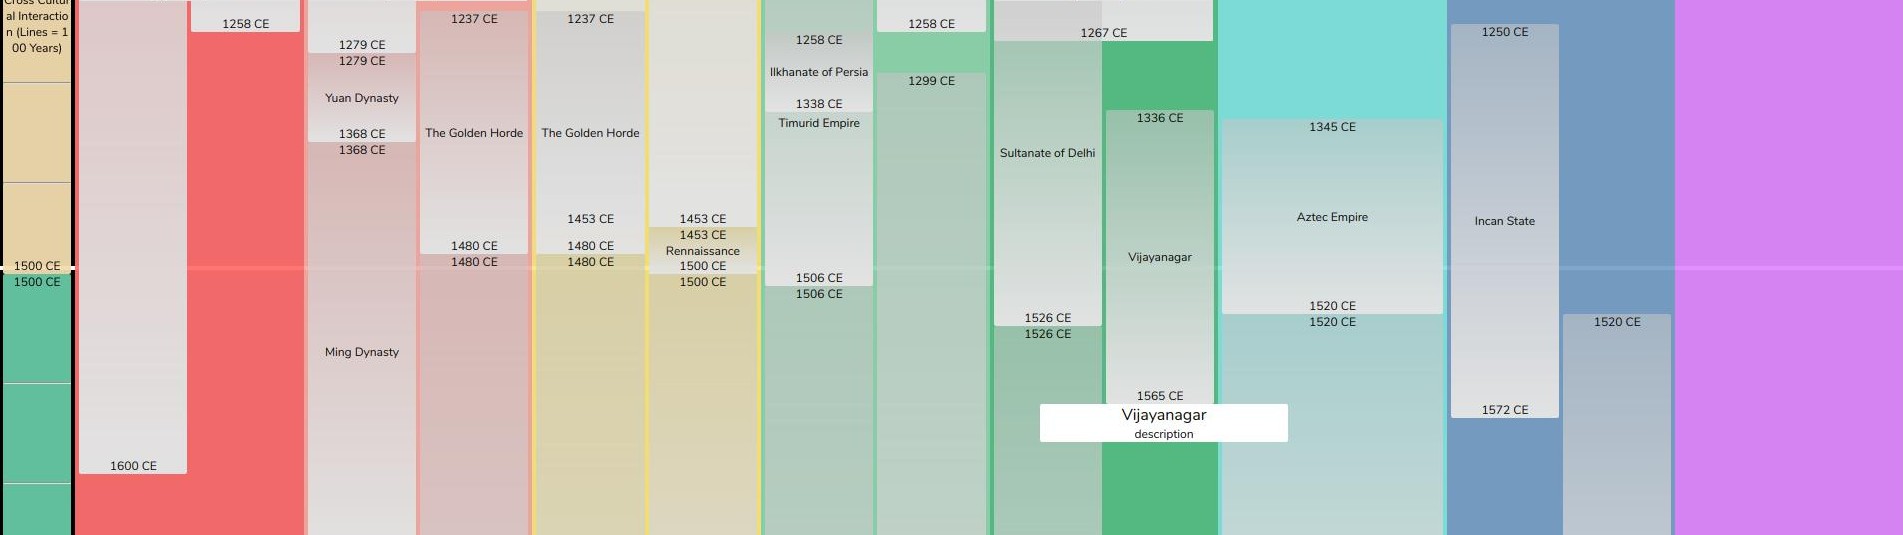 Cross Cultur
al Interactio
n (Lines = 1
00 Years)
1500 CE
1500 CE
1600 CE
1258 CE
1279 CE
1279 CE
Yuan Dynasty
1368 CE
1368 CE
Ming Dynasty
1237 CE
The Golden Horde
1480 CE
1480 CE
1237 CE
The Golden Horde
1453 CE
1480 CE
1480 CE
1453 CE
1453 CE
Rennaissance
1500 CE
1500 CE
1258 CE
Ilkhanate of Persia
1338 CE
Timurid Empire
1506 CE
1506 CE
1258 CE
1299 CE
1267 CE
Sultanate of Delhi
1526 CE
1526 CE
1336 CE
Vijayanagar
1565 CE
Vijayanagar
description
1345 CE
Aztec Empire
1520 CE
1520 CE
1250 CE
Incan State
1572 CE
1520 CE